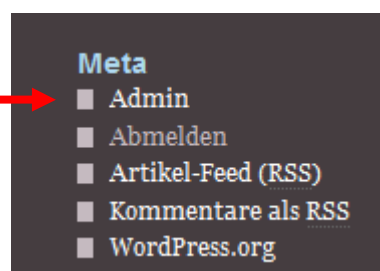 Meta
Admin
Abmelden
Artikel-Feed (RSS)
Kommentare als RSS
WordPress.org